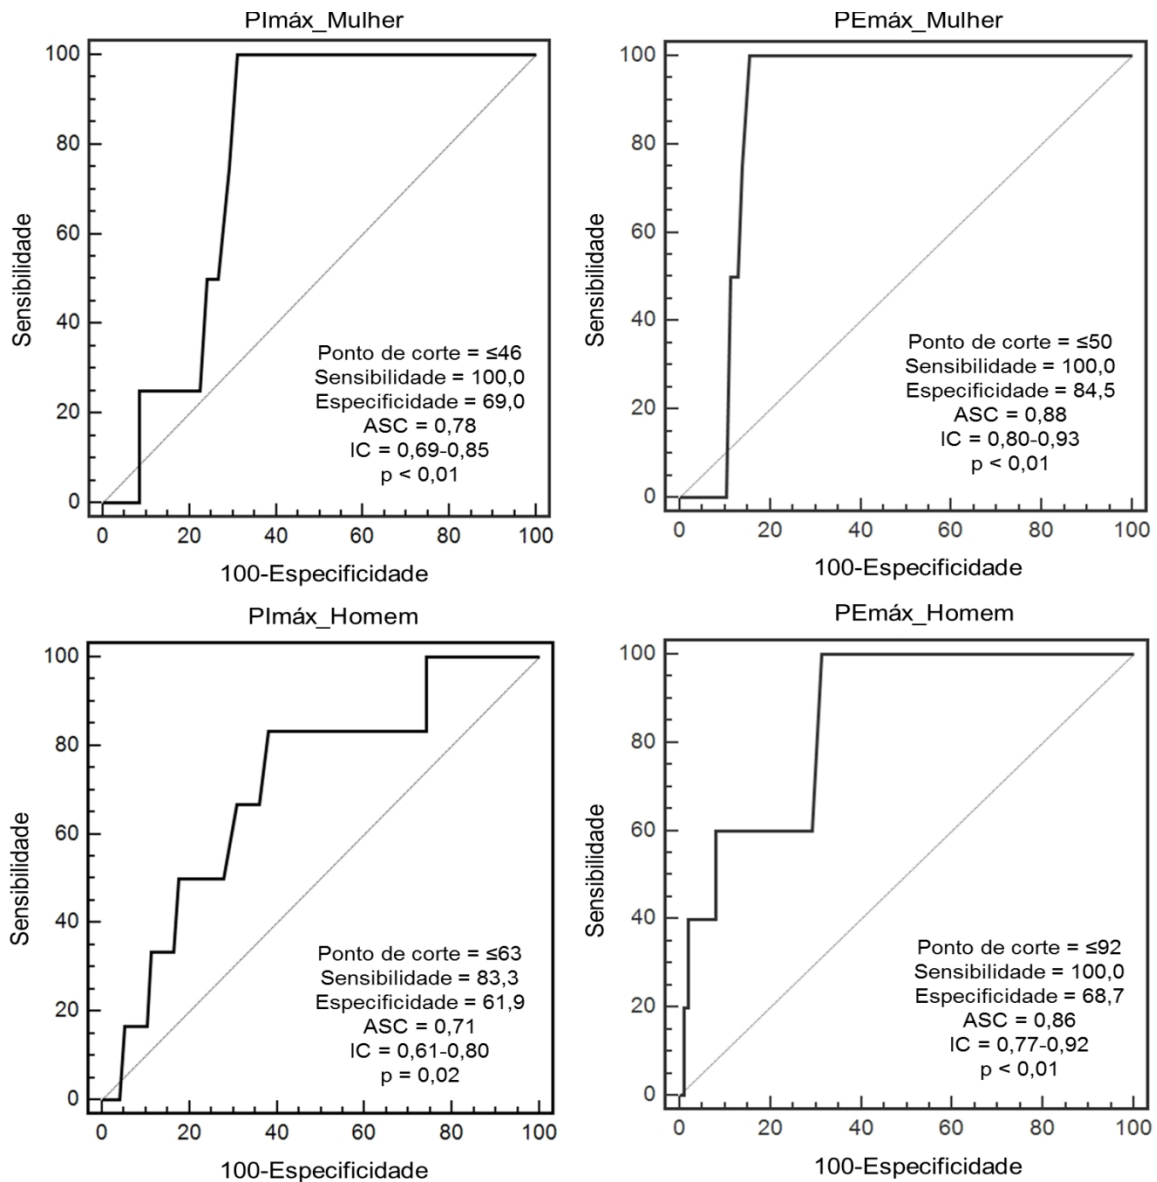 PImáx_Mulher
100
80
60
40
20
0
Sensibilidade
Ponto de corte = ≤46
Sensibilidade = 100,0
Especificidade = 69,0
ASC = 0,78
IC = 0,69-0,85
p < 0,01
0 20 40 60 80 100
100-Especificidade
PEmáx_Mulher
100
80
60
40
20
0
Sensibilidade
Ponto de corte = ≤50
Sensibilidade = 100,0
Especificidade = 84,5
ASC = 0,88
IC = 0,80-0,93
p < 0,01
0 20 40 60 80 100
100-Especificidade
PImáx_Homem
100
80
60
40
20
0
Sensibilidade
Ponto de corte = ≤63
Sensibilidade = 83,3
Especificidade = 61,9
ASC = 0,71
IC = 0,61-0,80
p = 0,02
0 20 40 60 80 100
100-Especificidade
PEmáx_Homem
100
80
60
40
20
0
Sensibilidade
Ponto de corte = ≤92
Sensibilidade = 100,0
Especificidade = 68,7
ASC = 0,86
IC = 0,77-0,92
p < 0,01
0 20 40 60 80 100
100-Especificidade